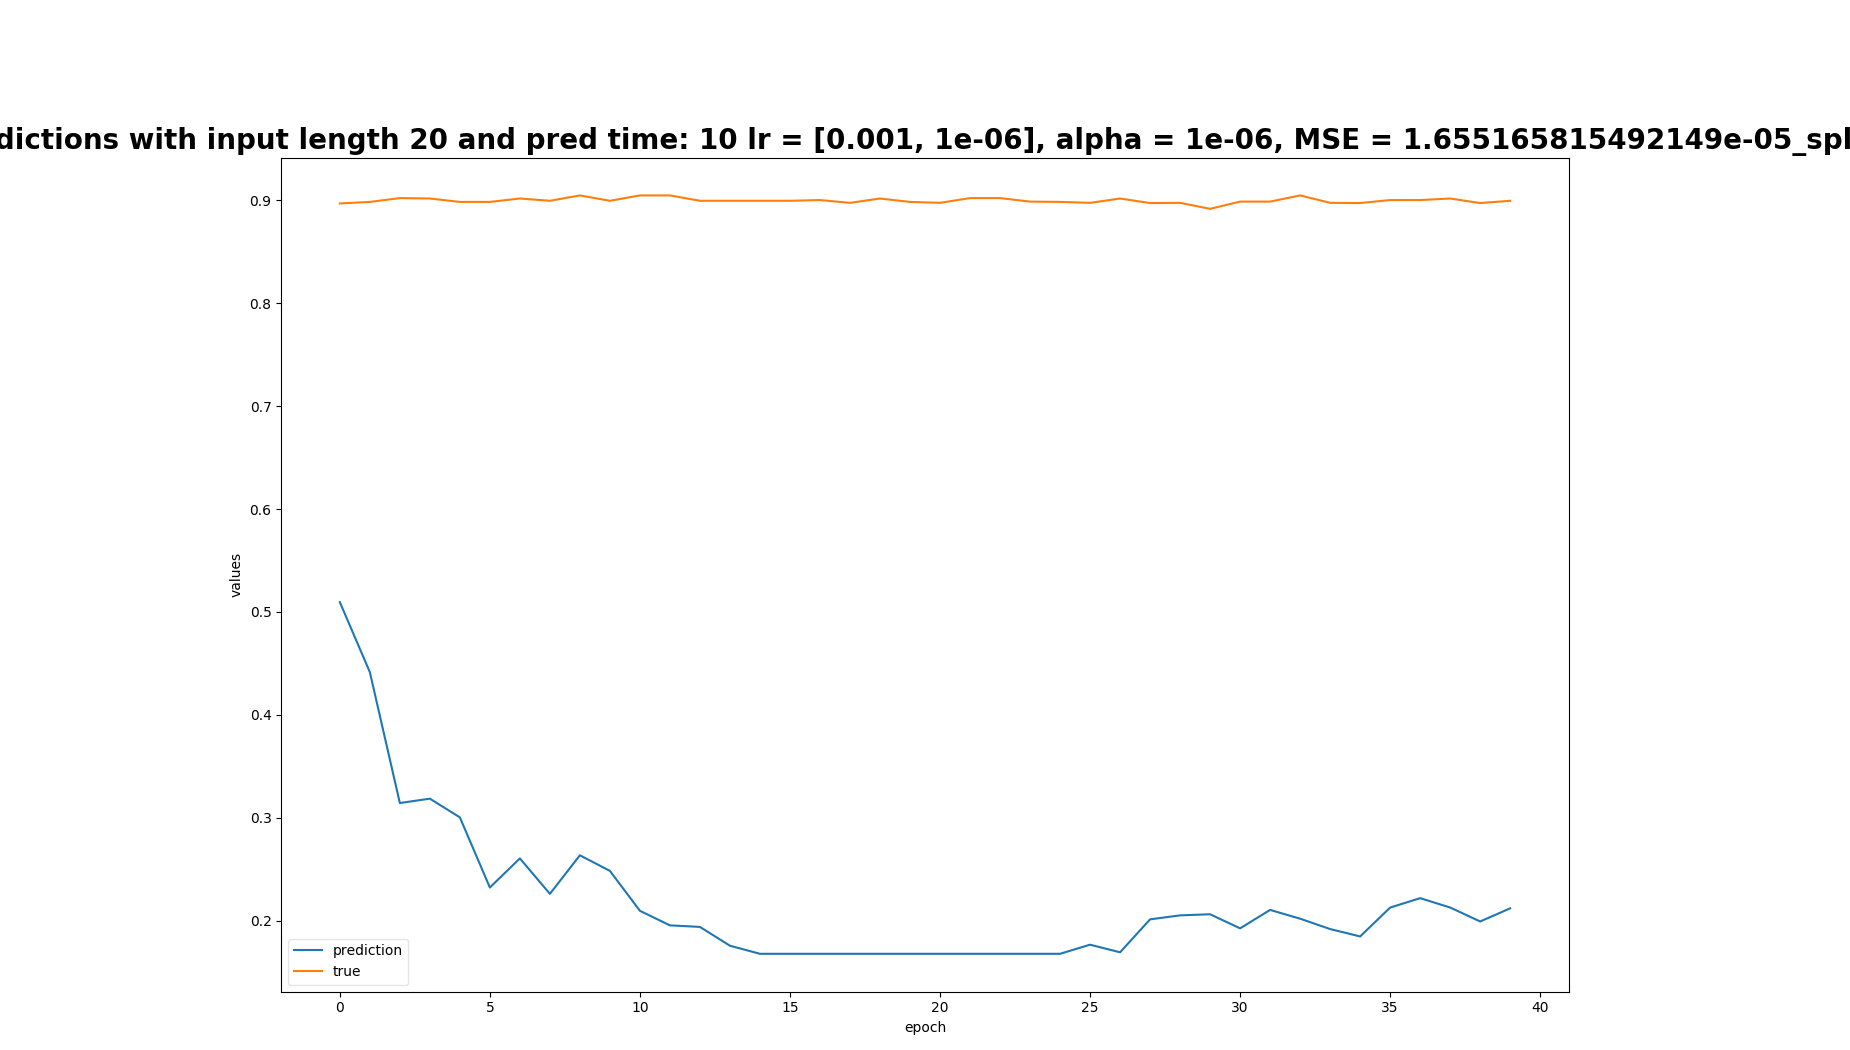 dictions with input length 20 and pred time: 10 lr = [0.001, 1e-06], alpha = 1e-06, MSE = 1.655165815492149e-05_spl
0.9
0.8
0.7
0.6
0.5
0.4
0.3
0.2
values
prediction
true
0 5 10 15 20 25 30 35 40
epoch